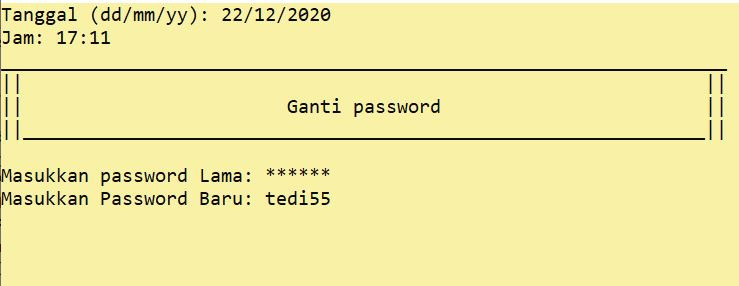 Tanggal (dd/mm/yy): 22/12/2020
Jam: 17:11
Ganti password
Masukkan password Lama: ******
Masukkan Password Baru: tedi55